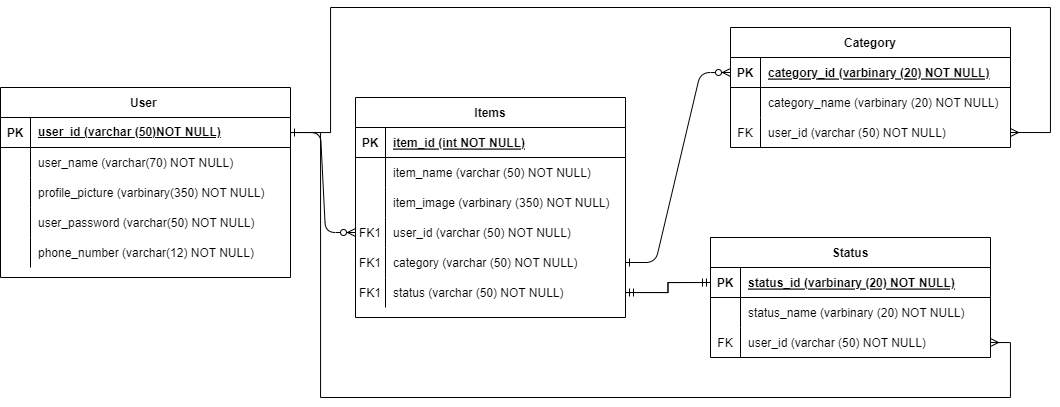 User
PK user_id (varchar (50)NOT NULL)
user_name (varchar(70) NOT NULL)
profile_picture (varbinary(350) NOT NULL)
user_password (varchar(50) NOT NULL)
phone_number (varchar(12) NOT NULL)
Items
PK item_id (int NOT NULL)
item_name (varchar (50) NOT NULL)
item_image (varbinary (350) NOT NULL)
FK1 user_id (varchar (50) NOT NULL)
FK1 category (varchar (50) NOT NULL)
FK1 status (varchar (50) NOT NULL)
Category
PK category_id (varbinary (20) NOT NULL)
category_name (varbinary (20) NOT NULL)
FK user_id (varchar (50) NOT NULL)
Status
PK status_id (varbinary (20) NOT NULL)
status_name (varbinary (20) NOT NULL)
FK user_id (varchar (50) NOT NULL)